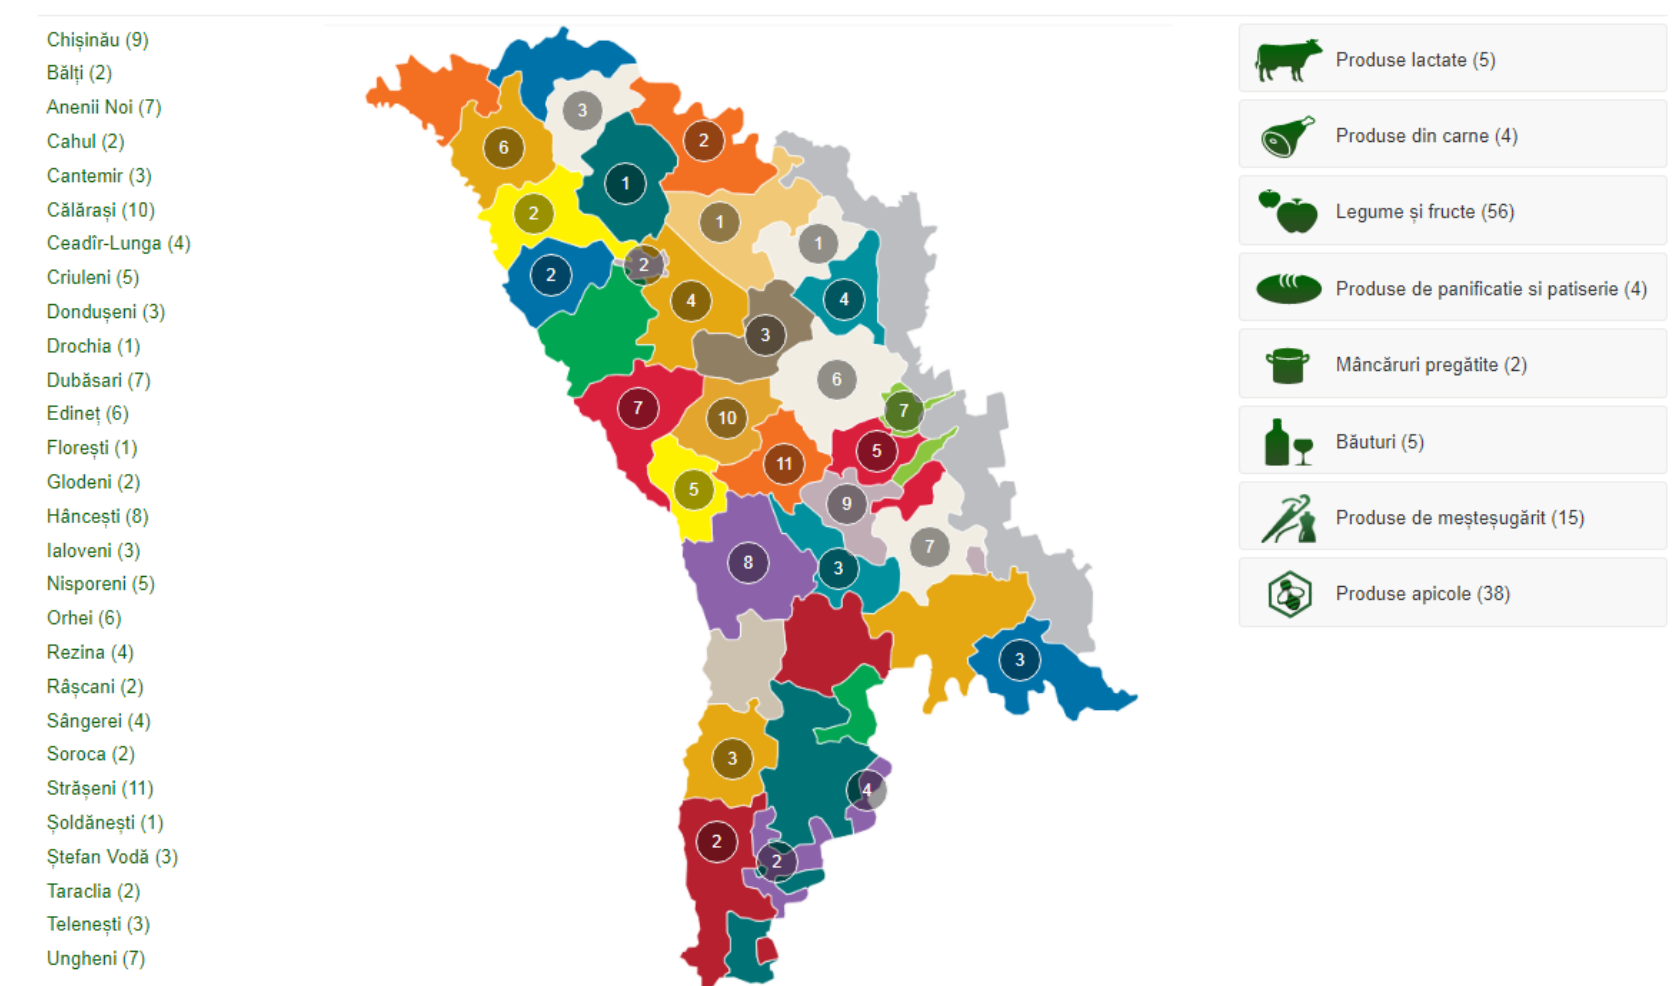 Chișinău (9)
Bălți (2)
Anenii Noi (7)
Cahul (2)
Cantemir (3)
Călărași (10)
Ceadîr-Lunga (4)
Criuleni (5)
Dondușeni (3)
Drochia (1)
Dubăsari (7)
Edineț (6)
Florești (1)
Glodeni (2)
Hâncești (8)
Ialoveni (3)
Nisporeni (5)
Orhei (6)
Rezina (4)
Râșcani (2)
Sângerei (4)
Soroca (2)
Strășeni (11)
Șoldănești (1)
Ștefan Vodă (3)
Taraclia (2)
Telenești (3)
Ungheni (7)
3
2
6
1
2
1
1
2
2
4
4
3
6
7
10
7
5
11
5
9
7
8
3
3
3
4
2
2
Produse lactate (5)
Produse din carne (4)
Legume și fructe (56)
Produse de panificatie si patiserie (4)
Mâncăruri pregătite (2)
Băuturi (5)
Produse de meșteșugărit (15)
Produse apicole (38)